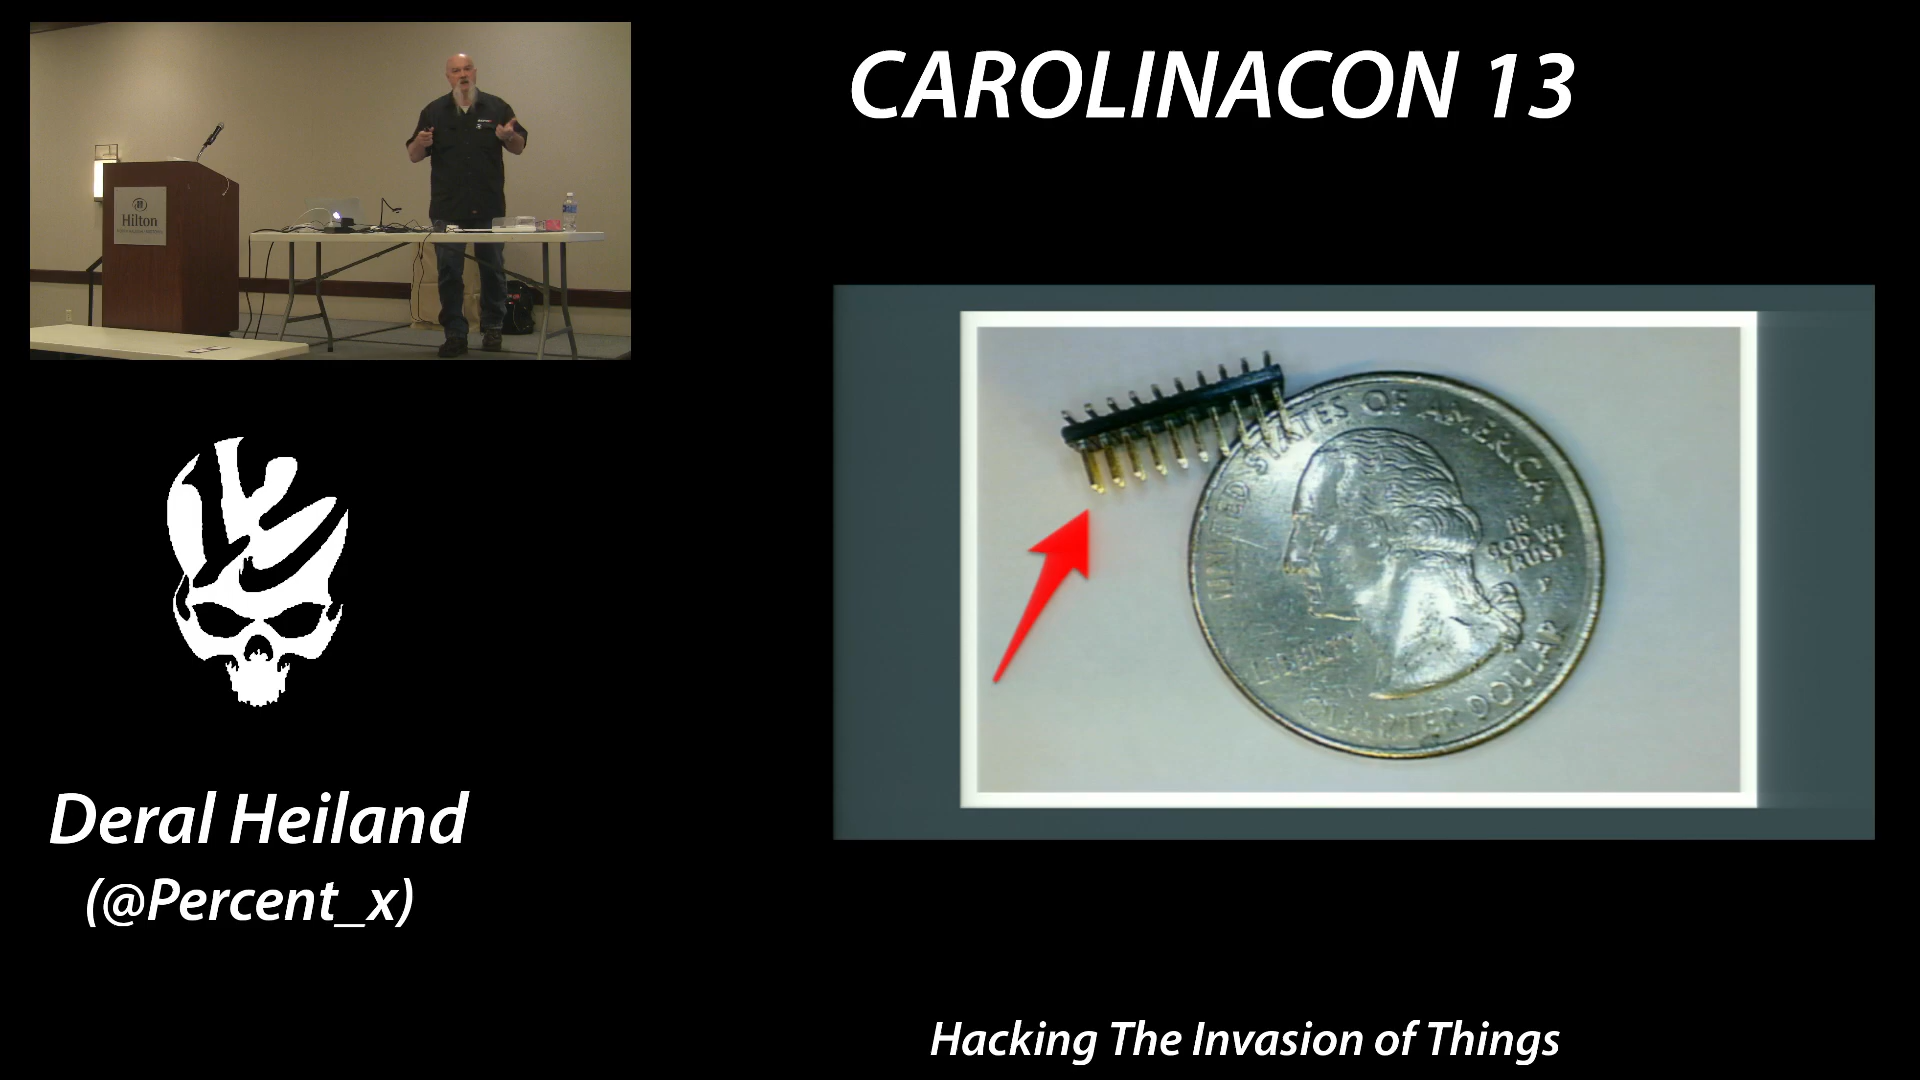 CAROLINACON 13
Hilton
UNITED STATES OF AMERICA
IN
GOD WE
TRUST
P
LIBERTY
QUARTER DOLLAR
Deral Heiland
(@Percent_x)
Hacking The Invasion of Things